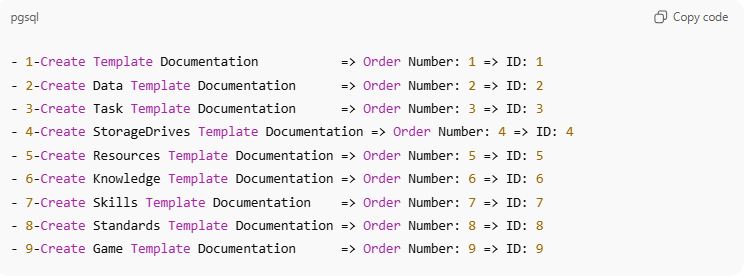 pgsql
Copy code
- 1-Create Template Documentation => Order Number: 1 => ID: 1
- 2-Create Data Template Documentation => Order Number: 2 => ID: 2
- 3-Create Task Template Documentation => Order Number: 3 => ID: 3
- 4-Create StorageDrives Template Documentation => Order Number: 4 => ID: 4
- 5-Create Resources Template Documentation => Order Number: 5 => ID: 5
- 6-Create Knowledge Template Documentation => Order Number: 6 => ID: 6
- 7-Create Skills Template Documentation => Order Number: 7 => ID: 7
- 8-Create Standards Template Documentation => Order Number: 8 => ID: 8
- 9-Create Game Template Documentation => Order Number: 9 => ID: 9